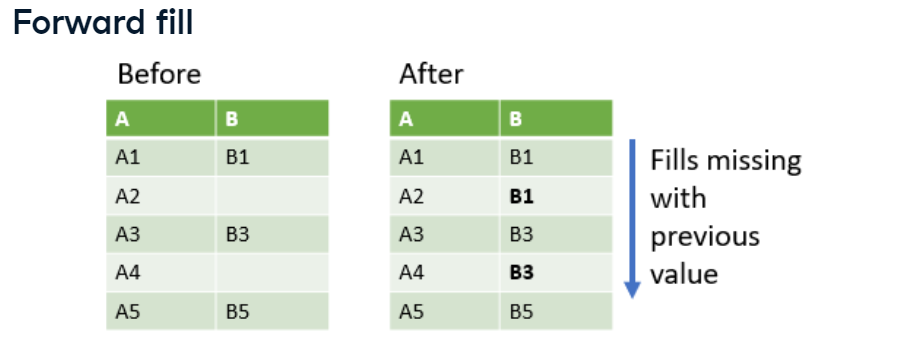 Forward fill
Before
A B
A1 B1
A2
A3 B3
A4
A5 B5
After
A B
A1 B1
A2 B1
A3 B3
A4 B3
A5 B5
Fills missing
with
previous
value